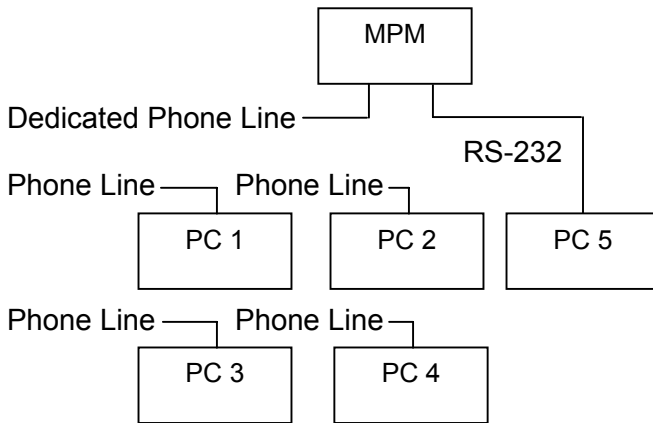 MPM
Dedicated Phone Line
RS-232
Phone Line
Phone Line
PC 1
PC 2
PC 5
Phone Line
Phone Line
PC 3
PC 4